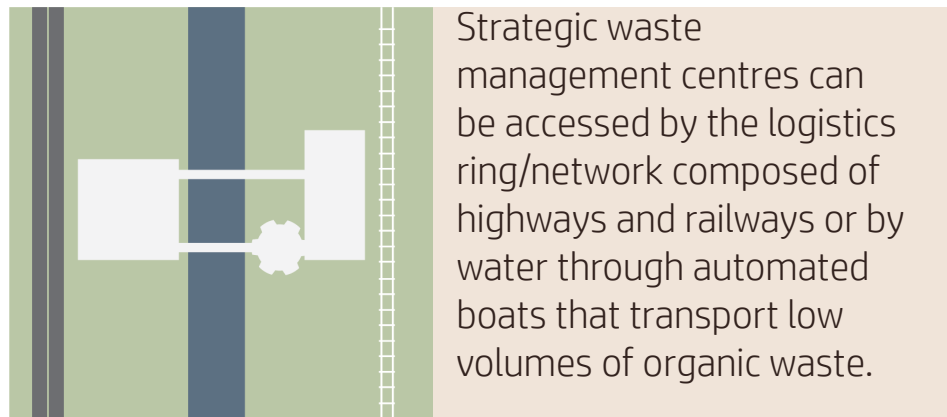 Strategic waste
management centres can
be accessed by the logistics
ring/network composed of
highways and railways or by
water through automated
boats that transport low
volumes of organic waste.